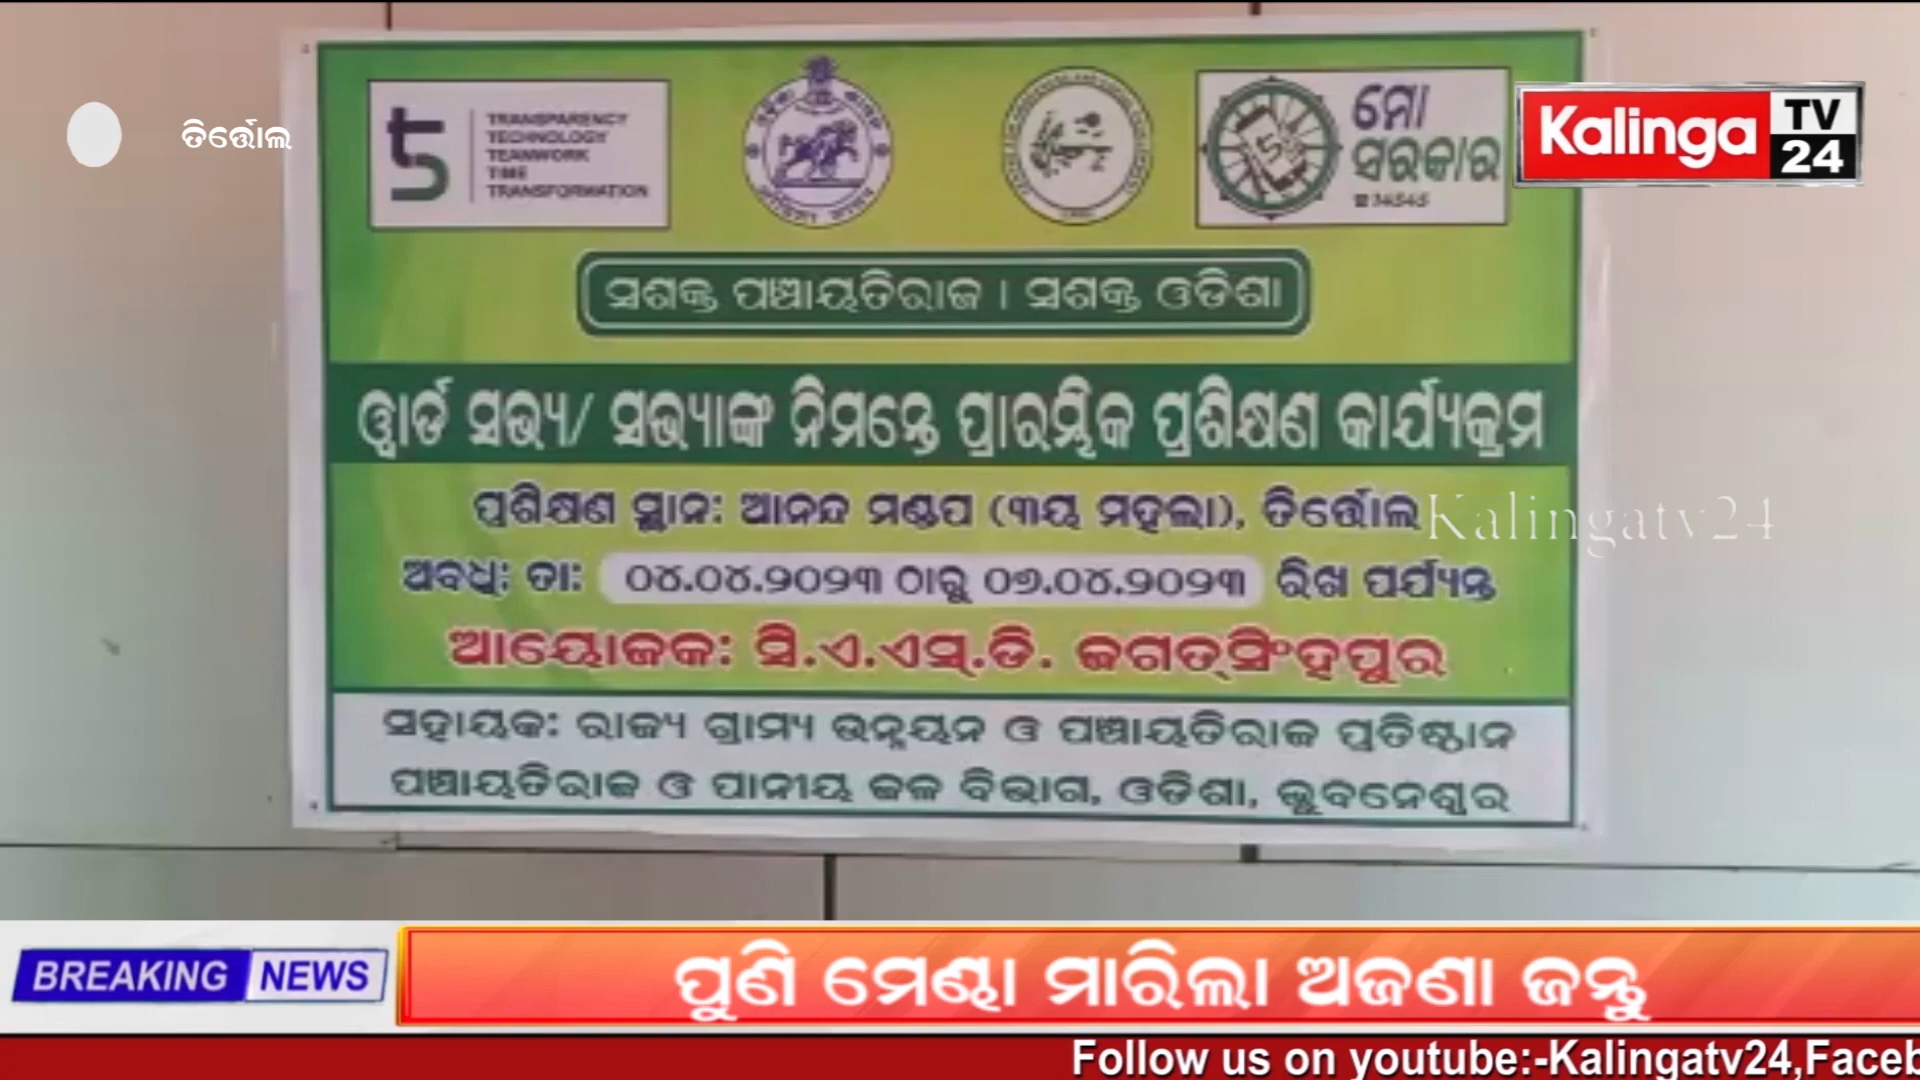 ତିର୍ତ୍ତୋଲ
t5
TRANSPARENCY
TECHNOLOGY
TEAMWORK
TIME
TRANSFORMATION
ମୋ
ସରକାର
14545
Kalinga TV 24
ସଶକ୍ତ ପଞ୍ଚାୟତିରାଜ । ସଶକ୍ତ ଓଡିଶା
ୱାର୍ଡ ସଭ୍ୟ/ ସଭ୍ୟାଙ୍କ ନିମନ୍ତେ ପ୍ରାରମ୍ଭିକ ପ୍ରଶିକ୍ଷଣ କାର୍ଯ୍ୟକ୍ରମ
ପ୍ରଶିକ୍ଷଣ ସ୍ଥାନ: ଆନନ୍ଦ ମଣ୍ଡପ (୩ୟ ମହଲା), ତିର୍ତ୍ତୋଲ
Kalingatv24
ଅବଧି: ତା: ୦୪.୦୪.୨୦୨୩ ଠାରୁ ୦୭.୦୪.୨୦୨୩ ରିଖ ପର୍ଯ୍ୟନ୍ତ
ଆୟୋଜକ: ସି.ଏ.ଏସ୍.ଡି. ଜଗତ୍‌ସିଂହପୁର
ସହାୟକ: ରାଜ୍ୟ ଗ୍ରାମ୍ୟ ଉନ୍ନୟନ ଓ ପଞ୍ଚାୟତିରାଜ ପ୍ରତିଷ୍ଠାନ
ପଞ୍ଚାୟତିରାଜ ଓ ପାନୀୟ ଜଳ ବିଭାଗ, ଓଡିଶା, ଭୁବନେଶ୍ୱର
BREAKING NEWS
ପୁଣି ମେଣ୍ଢା ମାରିଲା ଅଜଣା ଜନ୍ତୁ
Follow us on youtube:-Kalingatv24,Faceb